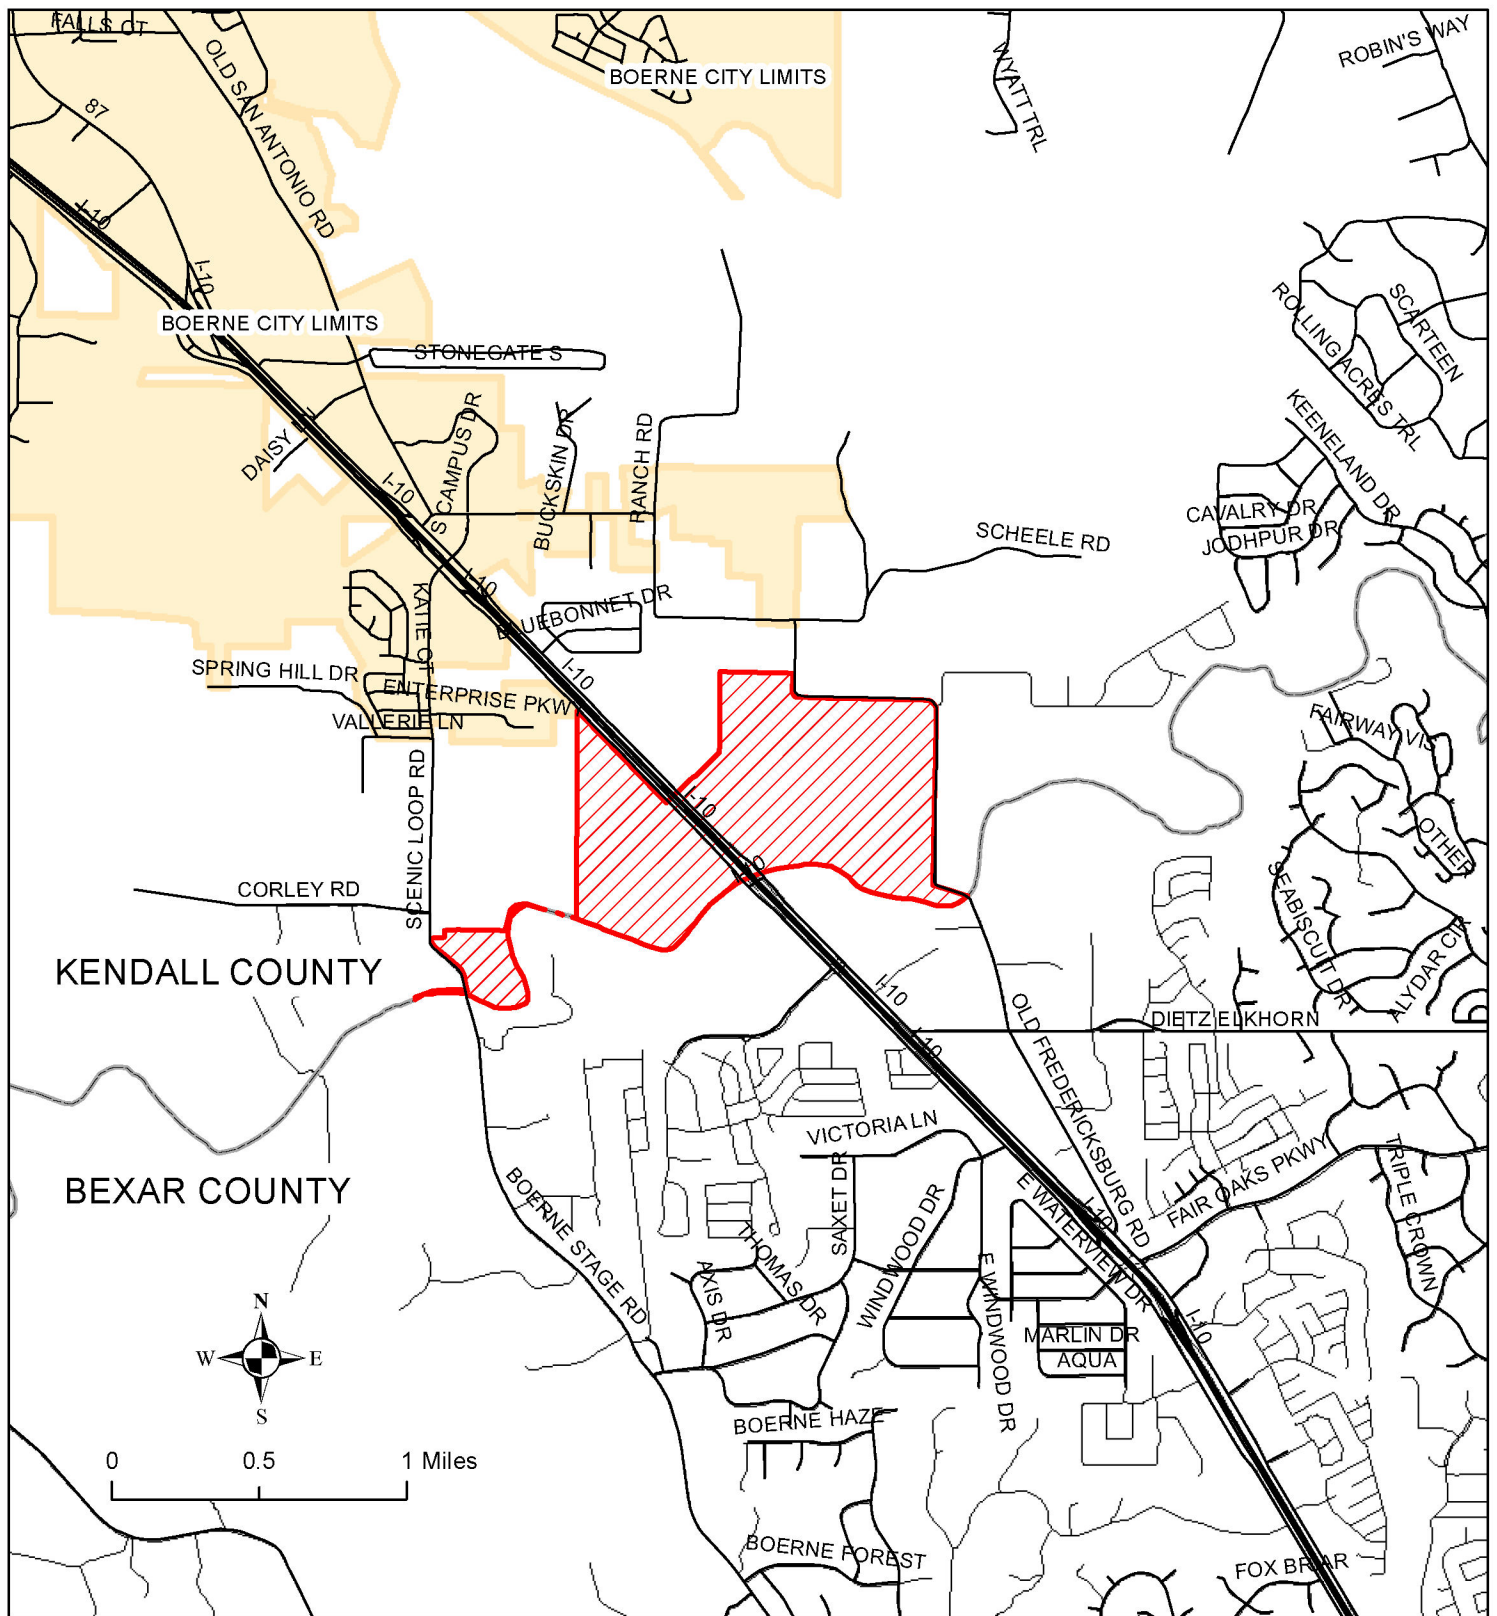 FALLS CT
OLD SAN ANTONIO RD
BOERNE CITY LIMITS
WYATT TRL
ROBIN'S WAY
87
I-10
I-10
BOERNE CITY LIMITS
STONEGATE S
SCARTEEN
ROLLING ACRES TRL
KEENELAND DR
DAISY
S CAMPUS DR
BUCKSKIN DR
RANCH RD
I-10
CAVALRY DR
JODHPUR DR
SCHEELE RD
I-10
KATIE CT
BLUEBONNET DR
SPRING HILL DR
I-10
ENTERPRISE PKW
VALLERIE LN
FAIRWAY VIS
SCENIC LOOP RD
I-10
OTHER
I-10
CORLEY RD
SEABISCUIT DR
ALYDAR CIR
KENDALL COUNTY
I-10
OLD FREDERICKSBURG RD
DIETZ ELKHORN
I-10
VICTORIA LN
BEXAR COUNTY
BOERNE STAGE RD
SAXET DR
WINDWOOD DR
E WATERVIEW DR
I-10
FAIR OAKS PKWY
TRIPLE CROWN
THOMAS DR
AXIS DR
E WINDWOOD DR
I-10
MARLIN DR
AQUA
N
W E
S
BOERNE HAZE
0 0.5 1 Miles
BOERNE FOREST
FOX BRIAR